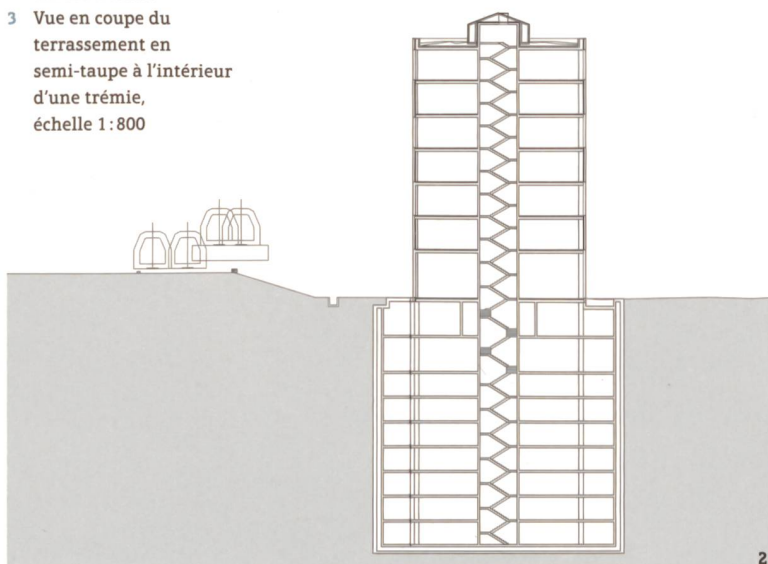 3 Vue en coupe du
terrassement en
semi-taupe à l'intérieur
d'une trémie,
échelle 1:800
2